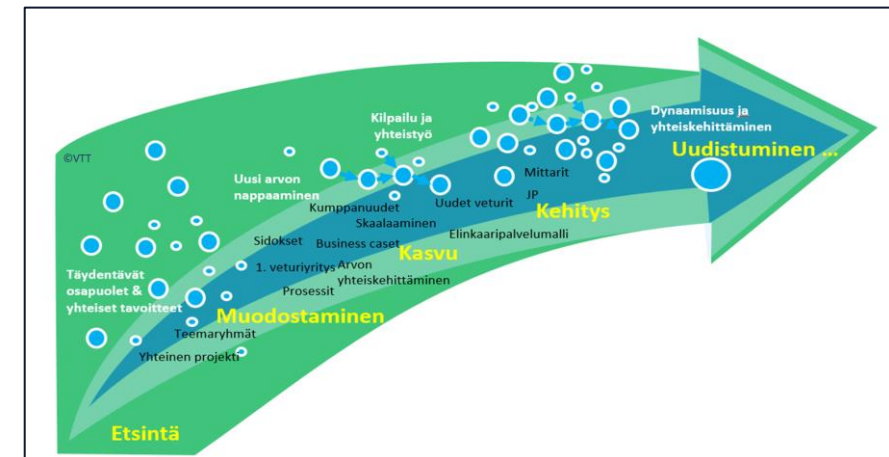 ©VTT
Kilpailu ja
yhteistyö
Dynaamisuus ja
yhteiskehittäminen
Uudistuminen ...
Uusi arvon
nappaaminen
Mittarit
JP
Kumppanuudet
Uudet veturit
Kehitys
Skaalaaminen
Elinkaaripalvelumalli
Sidokset
Business caset
Kasvu
Täydentävät
osapuolet &
yhteiset tavoitteet
1. veturiyritys
Arvon
yhteiskehittäminen
Prosessit
Muodostaminen
Teemaryhmät
Yhteinen projekti
Etsintä